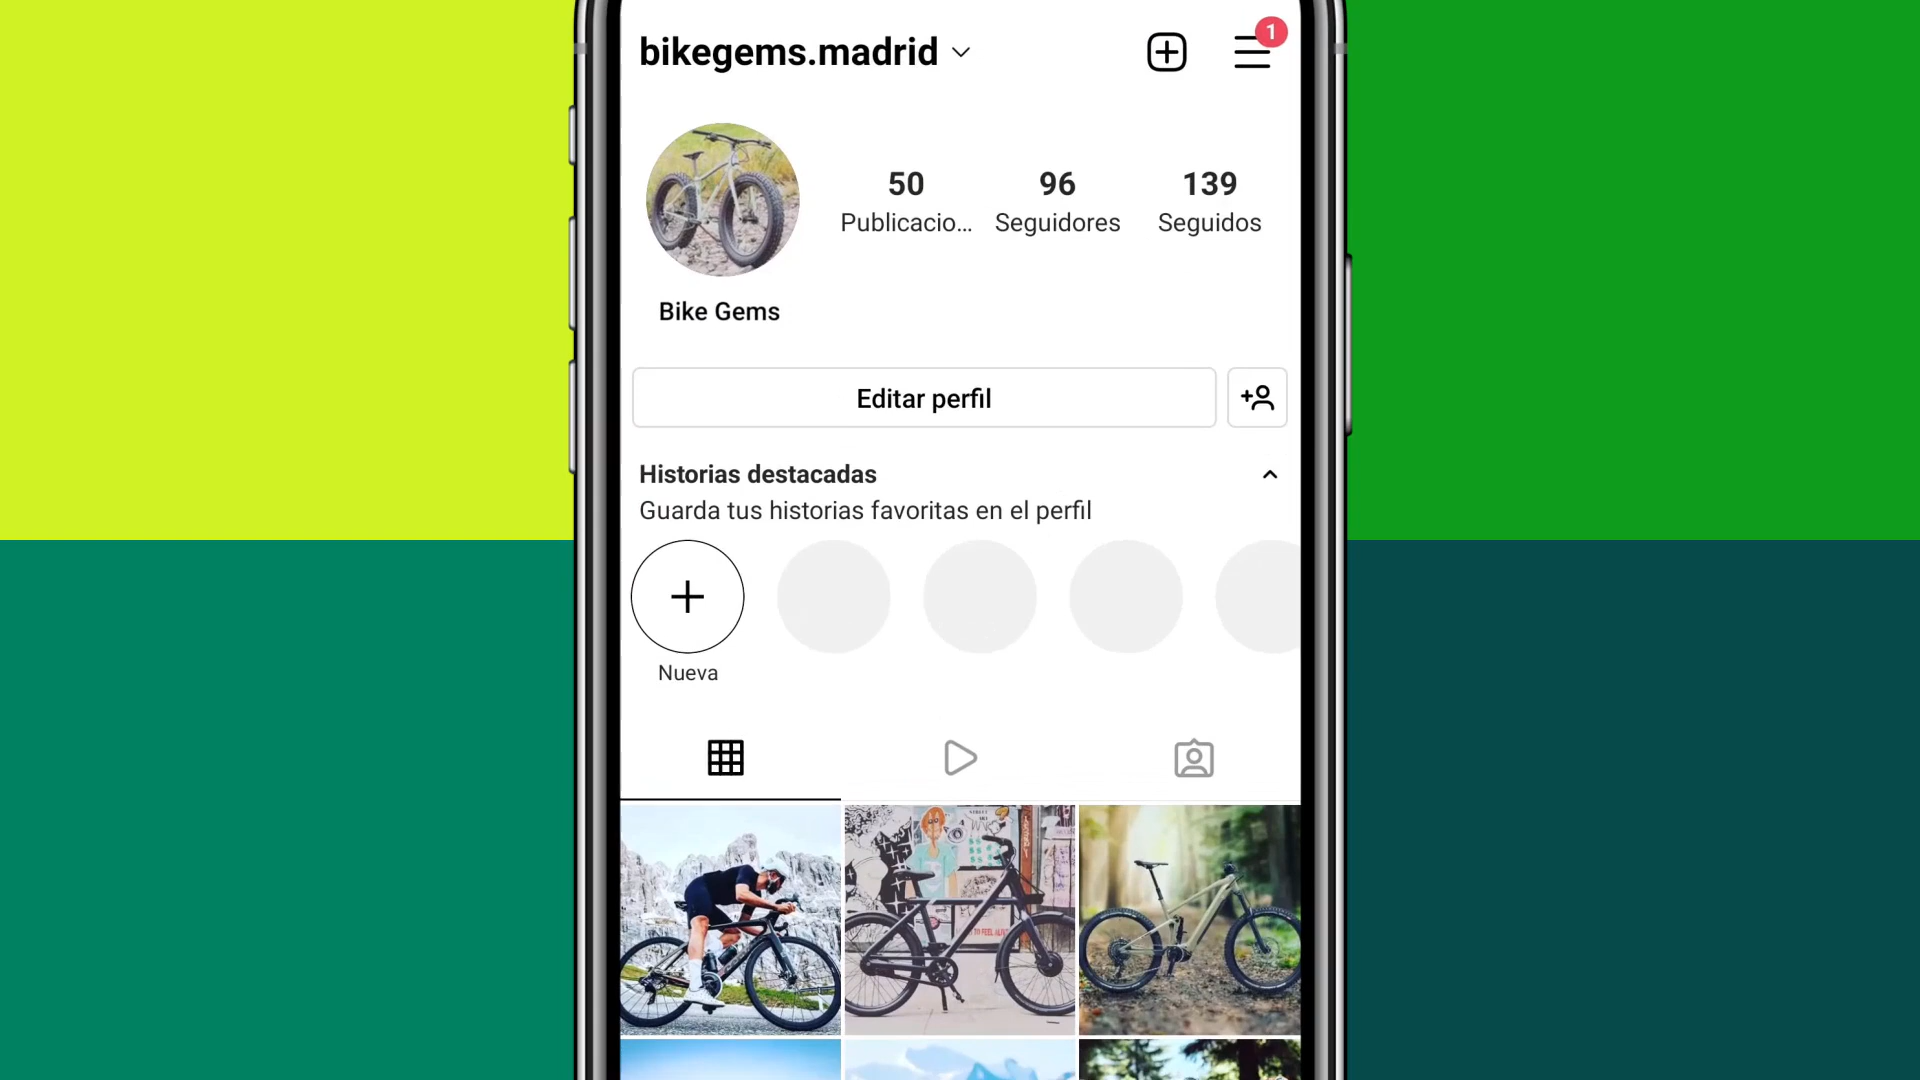 bikegems.madrid
1
50
96
139
Publicacio...
Seguidores
Seguidos
Bike Gems
Editar perfil
Historias destacadas
Guarda tus historias favoritas en el perfil
Nueva